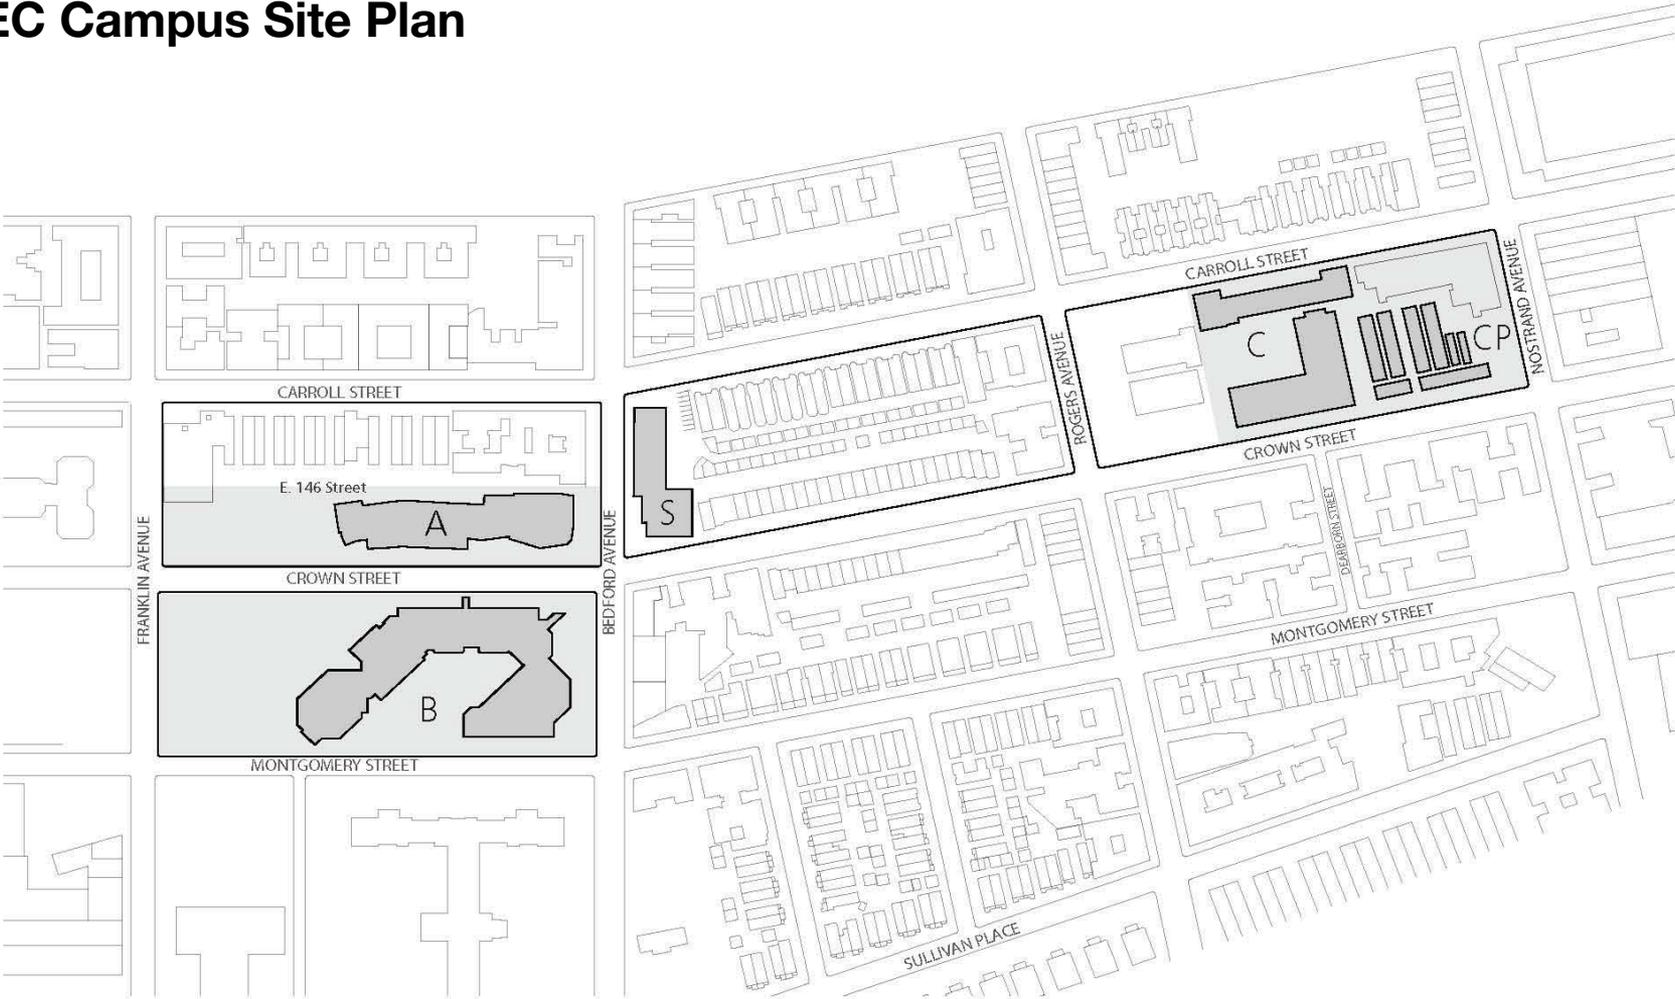 EC Campus Site Plan
CARROLL STREET
NOSTRAND AVENUE
C
CP
ROGERS AVENUE
CARROLL STREET
CROWN STREET
E. 146 Street
DEARBORN STREET
S
A
FRANKLIN AVENUE
BEDFORD AVENUE
CROWN STREET
MONTGOMERY STREET
B
MONTGOMERY STREET
SULLIVAN PLACE